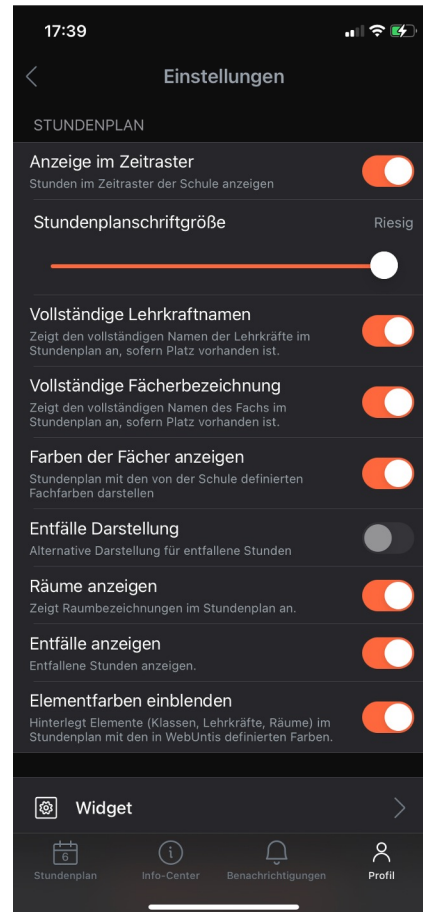 17:39
Einstellungen
STUNDENPLAN
Anzeige im Zeitraster
Stunden im Zeitraster der Schule anzeigen
Stundenplanschriftgröße Riesig
Vollständige Lehrkraftnamen
Zeigt den vollständigen Namen der Lehrkräfte im
Stundenplan an, sofern Platz vorhanden ist.
Vollständige Fächerbezeichnung
Zeigt den vollständigen Namen des Fachs im
Stundenplan an, sofern Platz vorhanden ist.
Farben der Fächer anzeigen
Stundenplan mit den von der Schule definierten
Fachfarben darstellen
Entfälle Darstellung
Alternative Darstellung für entfallene Stunden
Räume anzeigen
Zeigt Raumbezeichnungen im Stundenplan an.
Entfälle anzeigen
Entfallene Stunden anzeigen.
Elementfarben einblenden
Hinterlegt Elemente (Klassen, Lehrkräfte, Räume) im
Stundenplan mit den in WebUntis definierten Farben.
Widget
6
Stundenplan Info-Center Benachrichtigungen Profil